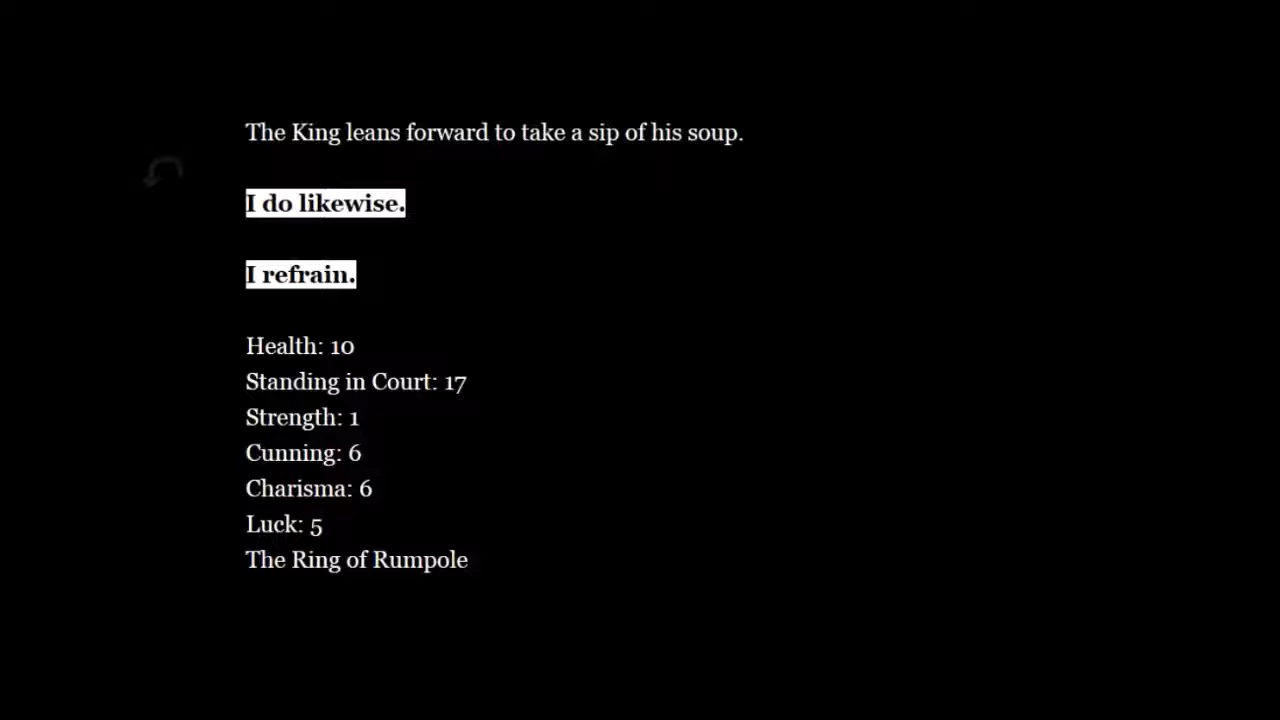 The King leans forward to take a sip of his soup.
I do likewise.
I refrain.
Health: 10
Standing in Court: 17
Strength: 1
Cunning: 6
Charisma: 6
Luck: 5
The Ring of Rumpole